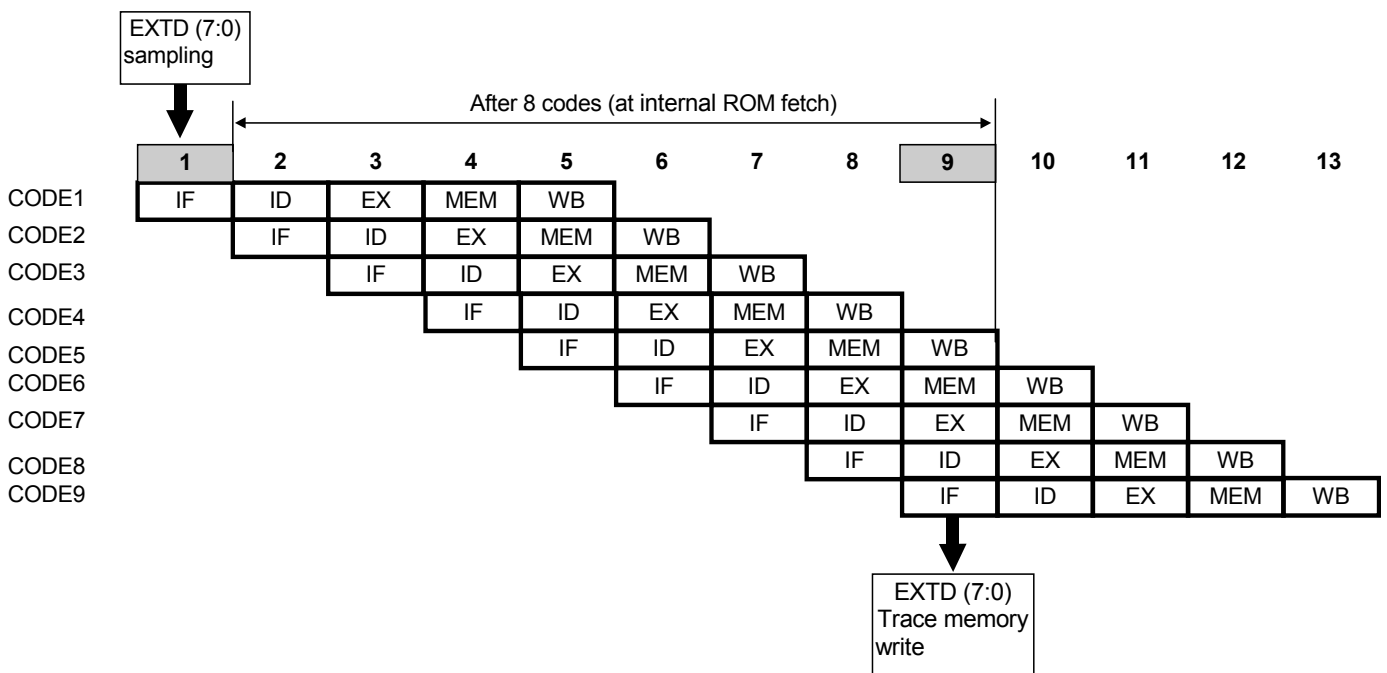 EXTD (7:0)
sampling
After 8 codes (at internal ROM fetch)
1 2 3 4 5 6 7 8 9 10 11 12 13
CODE1 IF ID EX MEM WB
CODE2 IF ID EX MEM WB
CODE3 IF ID EX MEM WB
CODE4 IF ID EX MEM WB
CODE5 IF ID EX MEM WB
CODE6 IF ID EX MEM WB
CODE7 IF ID EX MEM WB
CODE8 IF ID EX MEM WB
CODE9 IF ID EX MEM WB
EXTD (7:0)
Trace memory
write